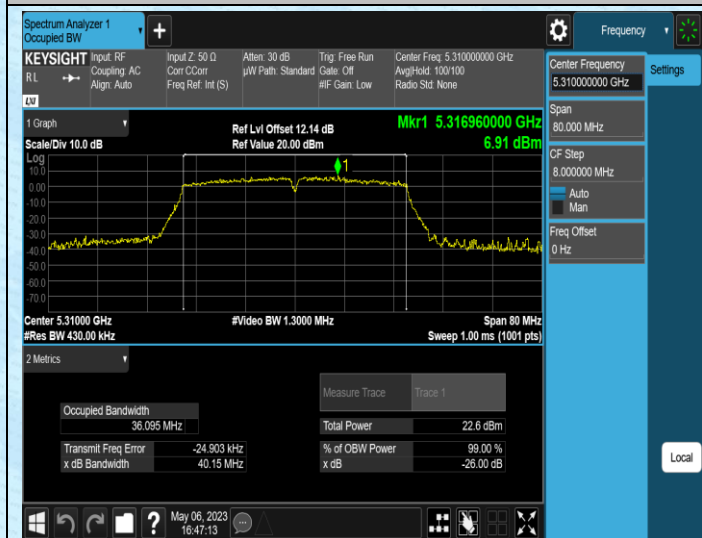 Spectrum Analyzer 1
Occupied BW
+
Frequency
KEYSIGHT
R L
LXI
Input: RF
Coupling: AC
Align: Auto
Input Z: 50 Ω
Corr CCorr
Freq Ref: Int (S)
Atten: 30 dB
µW Path: Standard
Trig: Free Run
Gate: Off
#IF Gain: Low
Center Freq: 5.310000000 GHz
Avg|Hold: 100/100
Radio Std: None
Center Frequency
5.310000000 GHz
Settings
Span
80.000 MHz
CF Step
8.000000 MHz
Auto
Man
Freq Offset
0 Hz
Local
1 Graph
Scale/Div 10.0 dB
Ref Lvl Offset 12.14 dB
Ref Value 20.00 dBm
Mkr1 5.316960000 GHz
6.91 dBm
Log
10.0
0.00
-10.0
-20.0
-30.0
-40.0
-50.0
-60.0
-70.0
1
Center 5.31000 GHz
#Res BW 430.00 kHz
#Video BW 1.3000 MHz
Span 80 MHz
Sweep 1.00 ms (1001 pts)
2 Metrics
Measure Trace Trace 1
Occupied Bandwidth
36.095 MHz
Total Power 22.6 dBm
Transmit Freq Error -24.903 kHz
% of OBW Power 99.00 %
x dB Bandwidth 40.15 MHz
x dB -26.00 dB
?
May 06, 2023
16:47:13